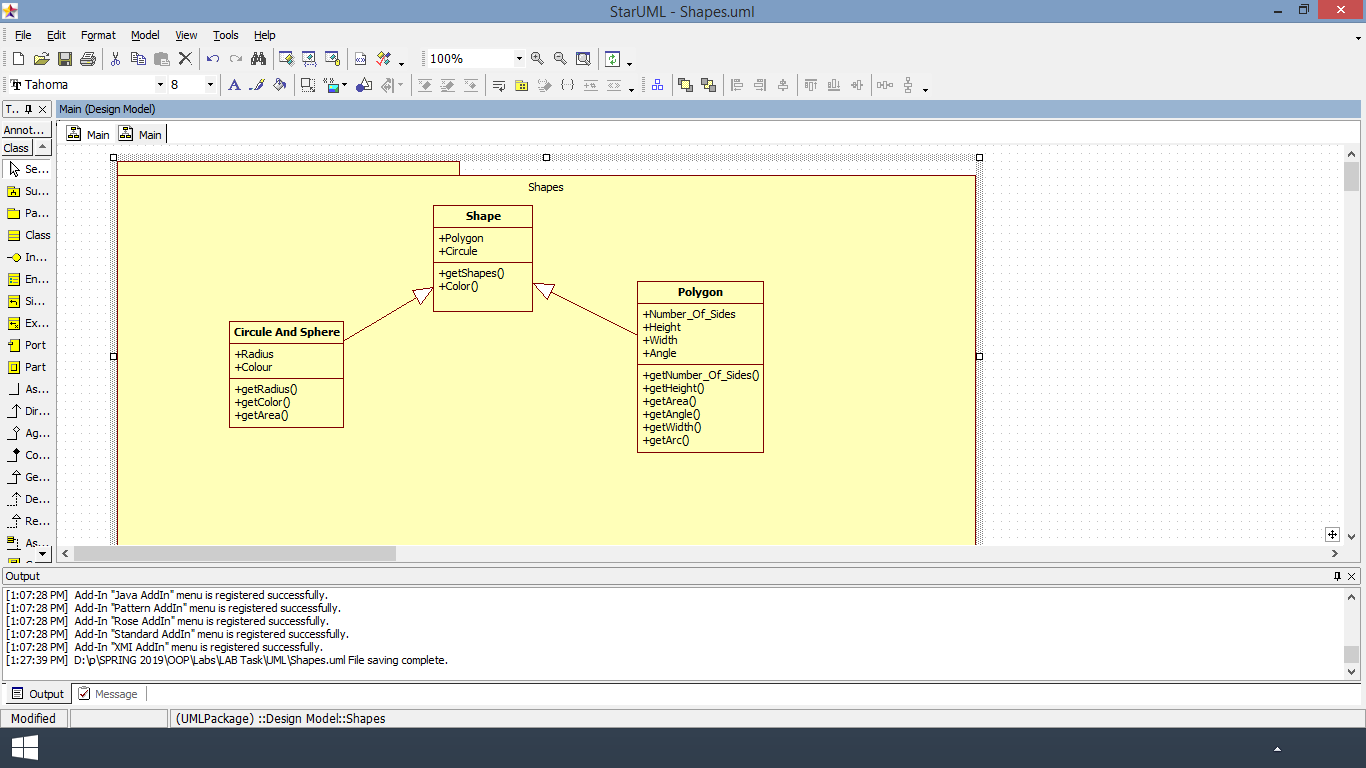 StarUML - Shapes.uml
File Edit Format Model View Tools Help
100%
Tahoma 8
T.. Main (Design Model)
Annot...
Class
Main Main
Se...
Su...
Pa...
Class
In...
En...
Si...
Ex...
Port
Part
As...
Dir...
Ag...
Co...
Ge...
De...
Re...
As...
Shapes
Shape
+Polygon
+Circule
+getShapes()
+Color()
Circule And Sphere
+Radius
+Colour
+getRadius()
+getColor()
+getArea()
Polygon
+Number_Of_Sides
+Height
+Width
+Angle
+getNumber_Of_Sides()
+getHeight()
+getArea()
+getAngle()
+getWidth()
+getArc()
Output
[1:07:28 PM] Add-In "Java AddIn" menu is registered successfully.
[1:07:28 PM] Add-In "Pattern AddIn" menu is registered successfully.
[1:07:28 PM] Add-In "Rose AddIn" menu is registered successfully.
[1:07:28 PM] Add-In "Standard AddIn" menu is registered successfully.
[1:07:28 PM] Add-In "XMI AddIn" menu is registered successfully.
[1:27:39 PM] D:\p\SPRING 2019\OOP\Labs\LAB Task\UML\Shapes.uml File saving complete.
Output Message
Modified (UMLPackage) ::Design Model::Shapes